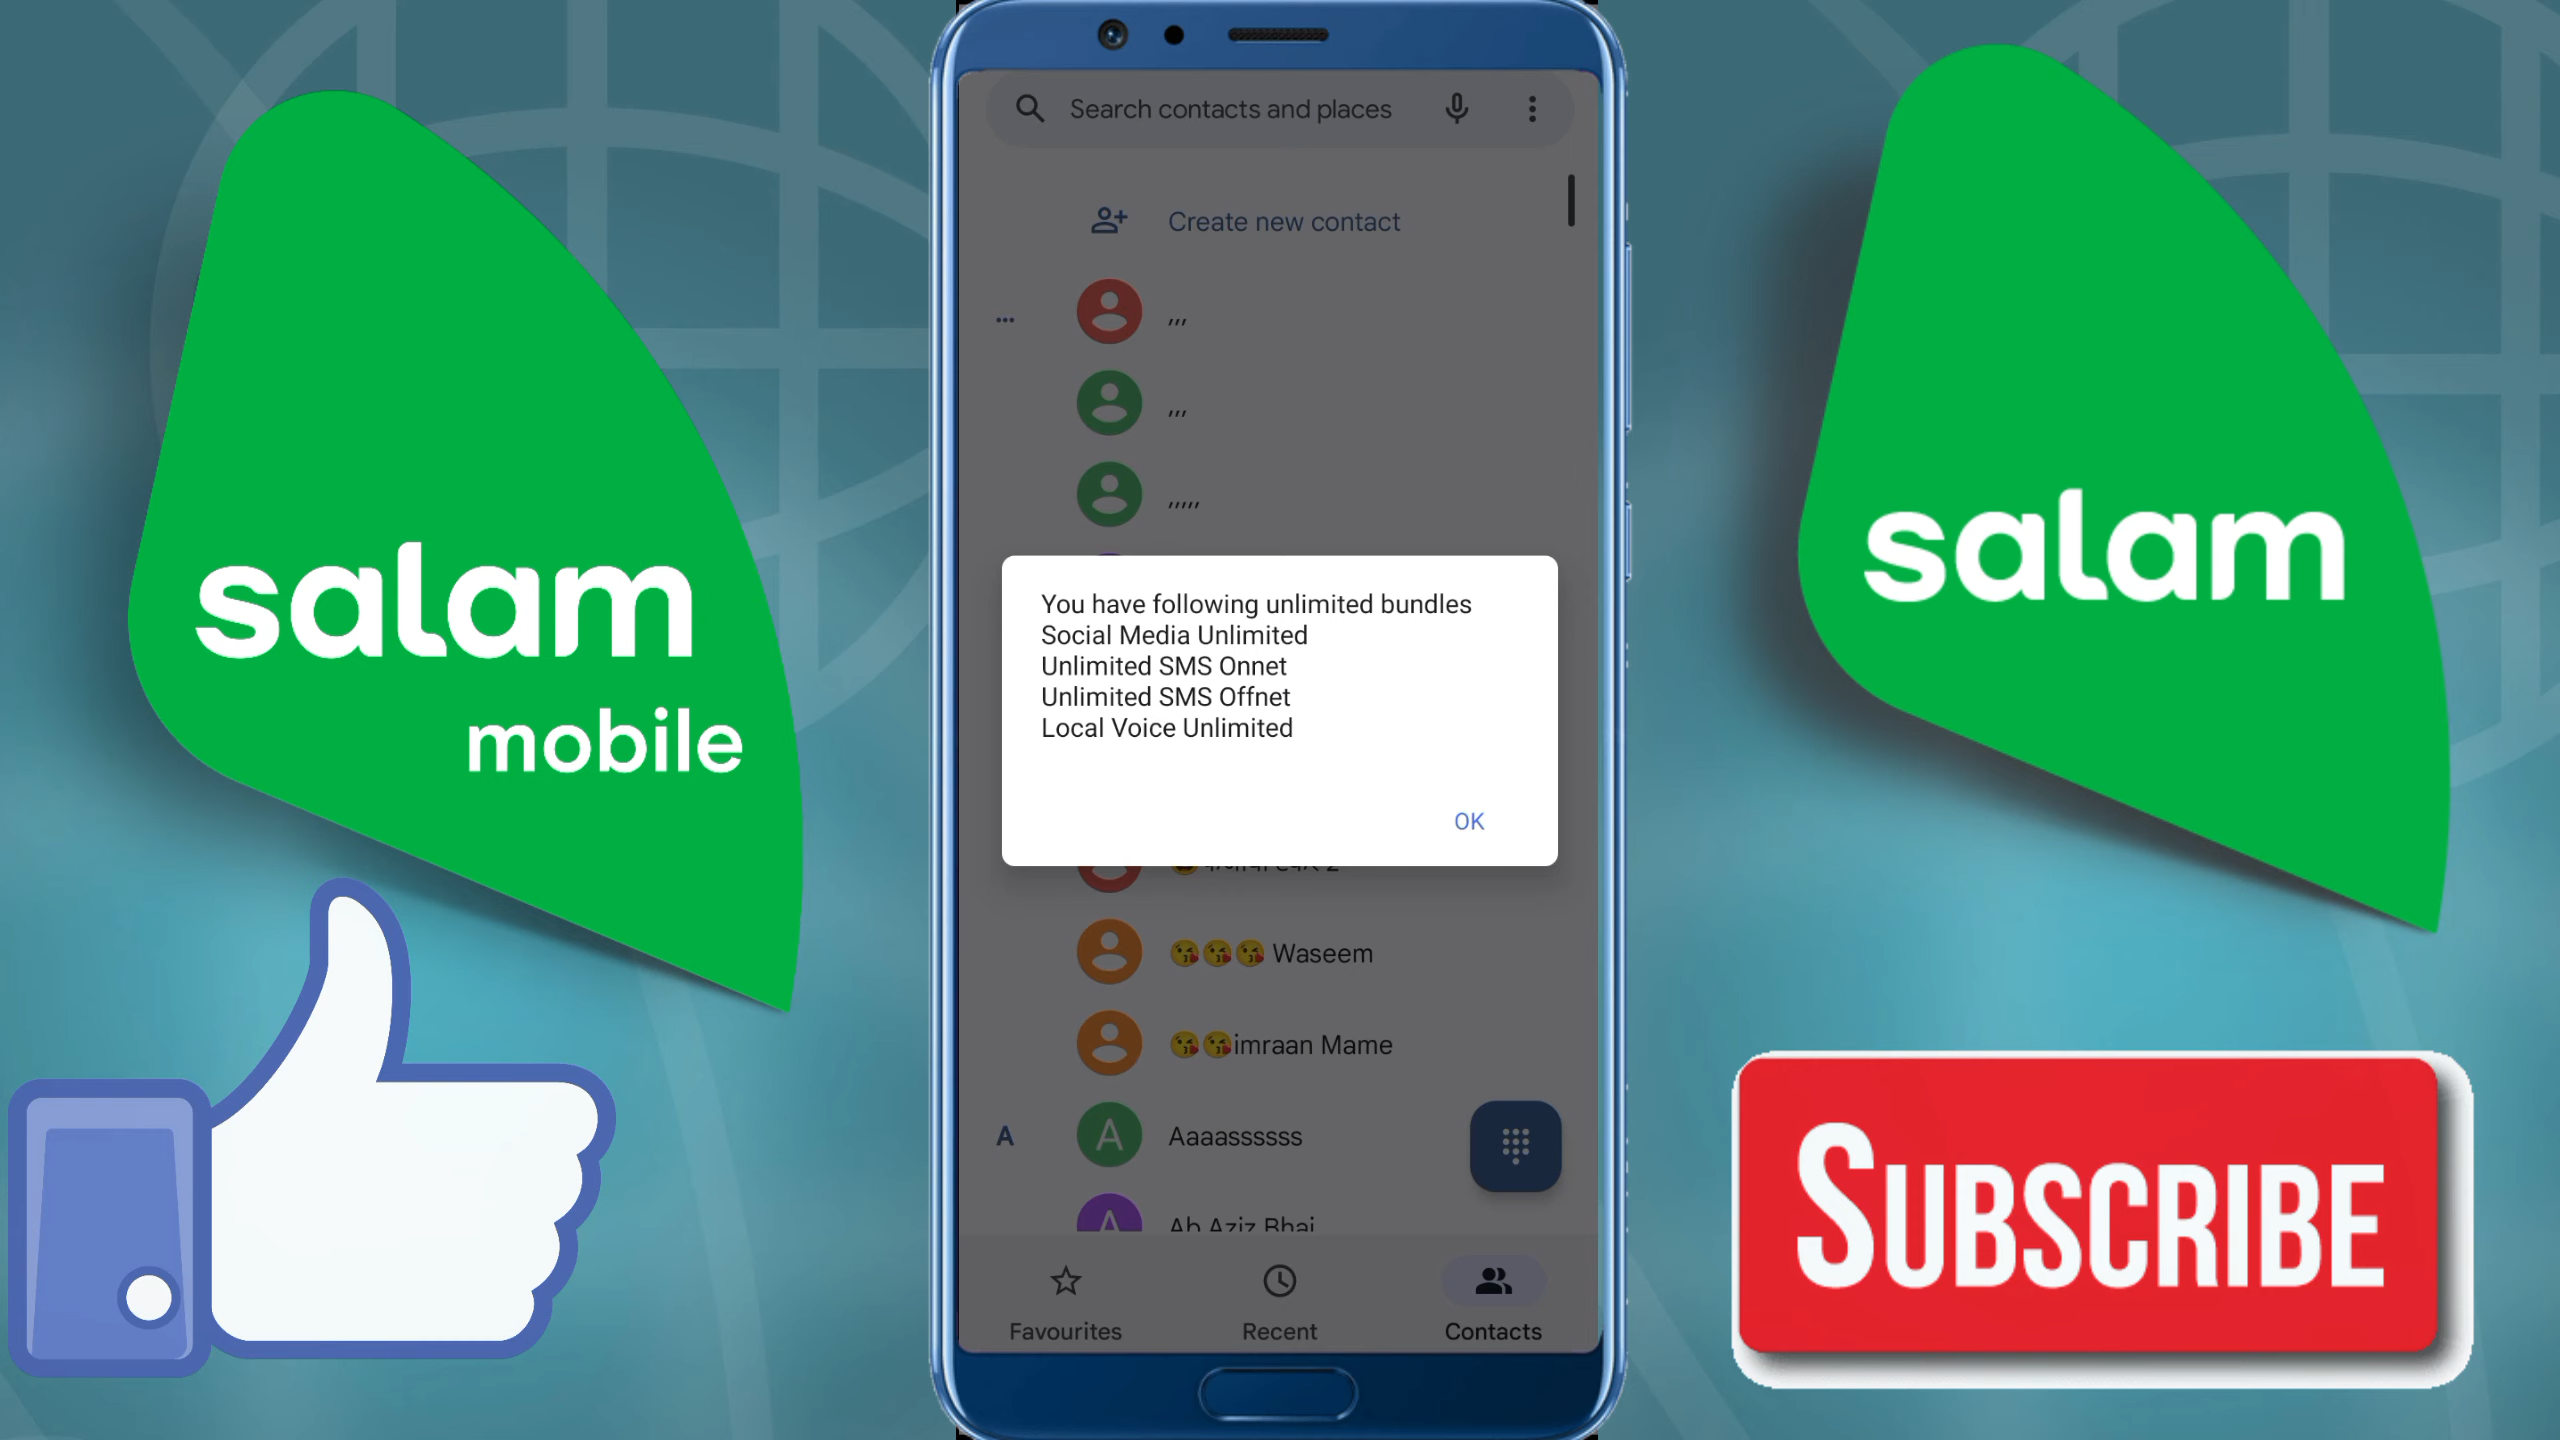 salam
mobile
Search contacts and places
Create new contact
...
,,,
,,,
,,,,,
You have following unlimited bundles
Social Media Unlimited
Unlimited SMS Onnet
Unlimited SMS Offnet
Local Voice Unlimited
OK
😘😘😘 Waseem
😘😘imraan Mame
A
A
Aaaassssss
A
Ab Aziz Bhai
Favourites
Recent
Contacts
salam
SUBSCRIBE